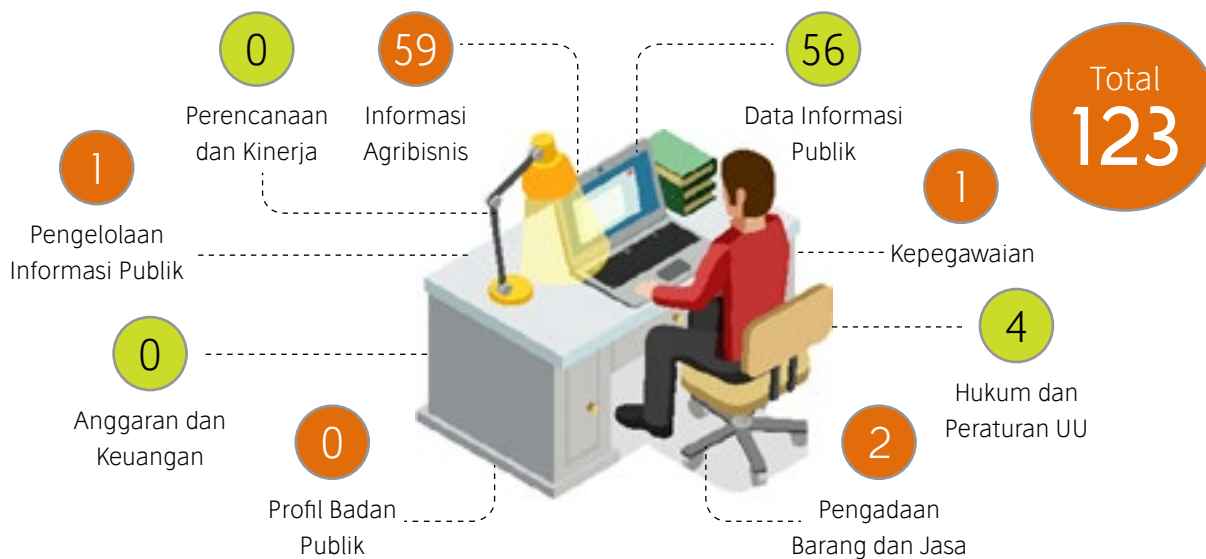 0
Perencanaan
dan Kinerja
59
Informasi
Agribisnis
56
Data Informasi
Publik
Total
123
1
Pengelolaan
Informasi Publik
1
Kepegawaian
0
Anggaran dan
Keuangan
4
Hukum dan
Peraturan UU
0
Profil Badan
Publik
2
Pengadaan
Barang dan Jasa